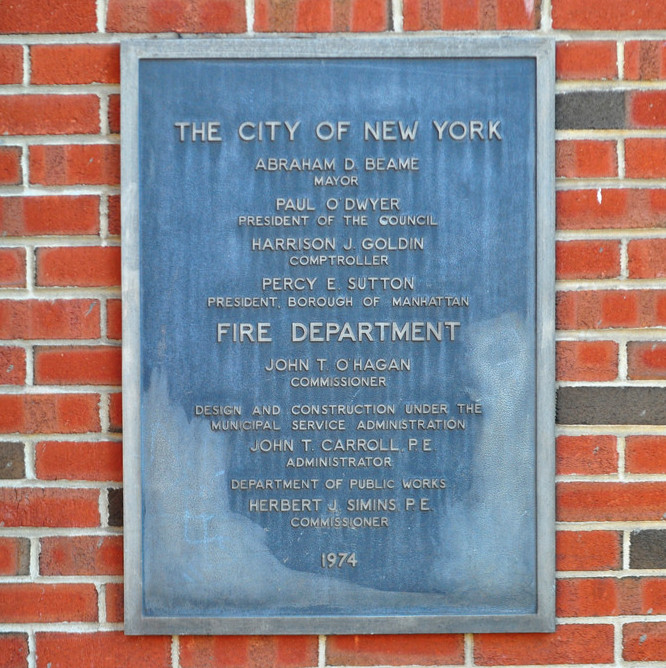 THE CITY OF NEW YORK
ABRAHAM D. BEAME
MAYOR
PAUL O'DWYER
PRESIDENT OF THE COUNCIL
HARRISON J. GOLDIN
COMPTROLLER
PERCY E. SUTTON
PRESIDENT, BOROUGH OF MANHATTAN
FIRE DEPARTMENT
JOHN T. O'HAGAN
COMMISSIONER
DESIGN AND CONSTRUCTION UNDER THE
MUNICIPAL SERVICE ADMINISTRATION
JOHN T. CARROLL, P.E.
ADMINISTRATOR
DEPARTMENT OF PUBLIC WORKS
HERBERT J. SIMINS, P.E.
COMMISSIONER
1974